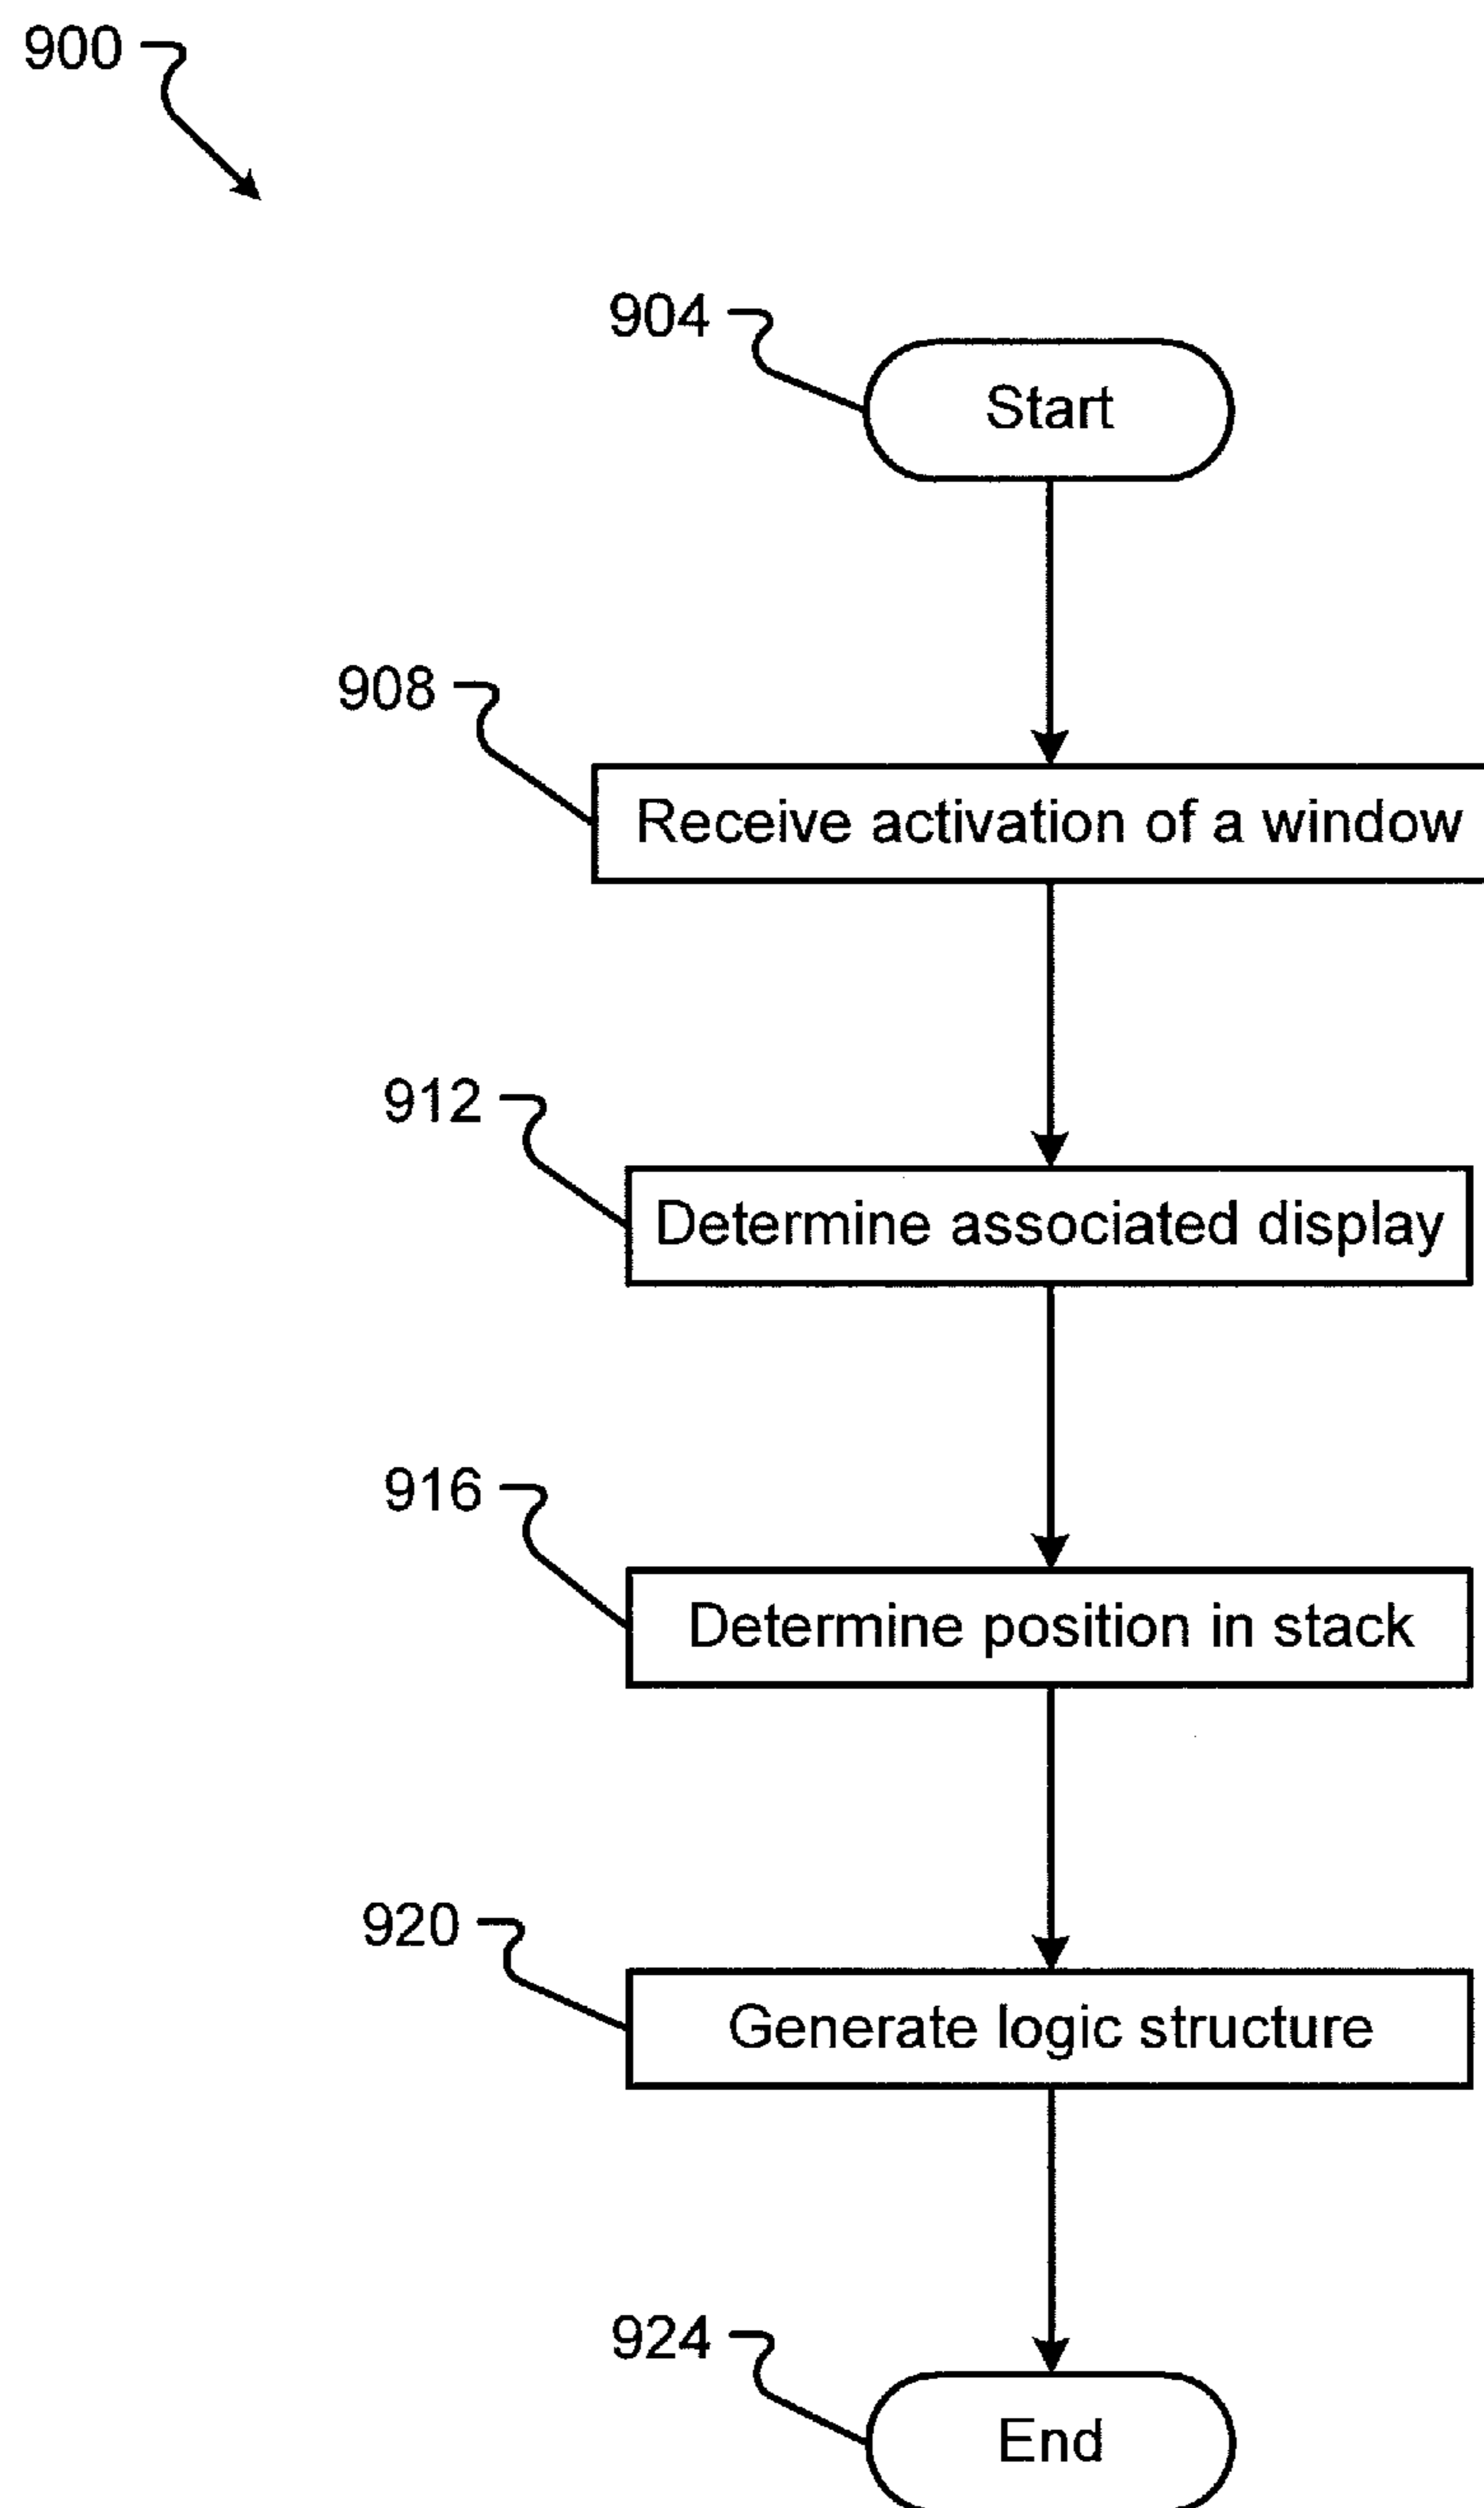 900
904
Start
908
Receive activation of a window
912
Determine associated display
916
Determine position in stack
920
Generate logic structure
924
End